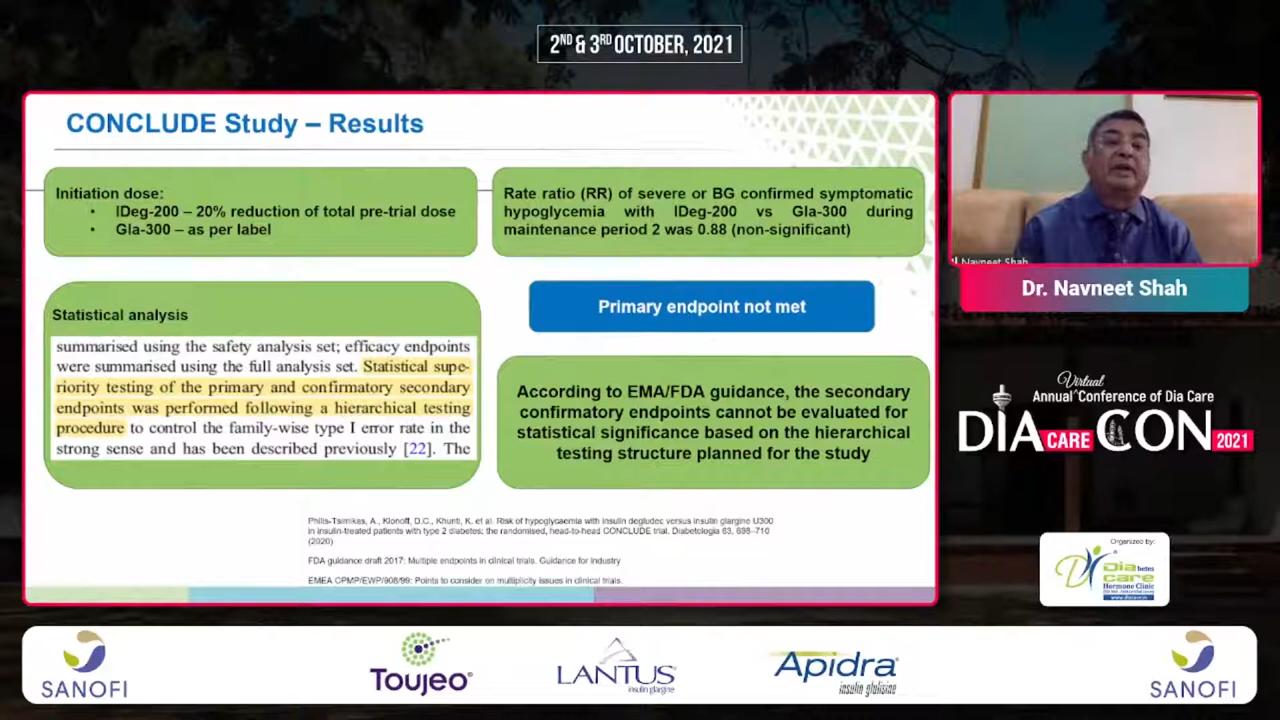 2ND & 3RD OCTOBER, 2021
CONCLUDE Study – Results
Initiation dose:
• IDeg-200 – 20% reduction of total pre-trial dose
• Gla-300 – as per label
Rate ratio (RR) of severe or BG confirmed symptomatic
hypoglycemia with IDeg-200 vs Gla-300 during
maintenance period 2 was 0.88 (non-significant)
Statistical analysis
summarised using the safety analysis set; efficacy endpoints
were summarised using the full analysis set. Statistical supe-
riority testing of the primary and confirmatory secondary
endpoints was performed following a hierarchical testing
procedure to control the family-wise type I error rate in the
strong sense and has been described previously [22]. The
Primary endpoint not met
According to EMA/FDA guidance, the secondary
confirmatory endpoints cannot be evaluated for
statistical significance based on the hierarchical
testing structure planned for the study
Philis-Tsimikas, A., Klonoff, D.C., Khunti, K. et al. Risk of hypoglycaemia with insulin degludec versus insulin glargine U300
in insulin-treated patients with type 2 diabetes: the randomised, head-to-head CONCLUDE trial. Diabetologia 63, 698–710
(2020)
FDA guidance draft 2017: Multiple endpoints in clinical trials. Guidance for Industry
EMEA CPMP/EWP/908/99: Points to consider on multiplicity issues in clinical trials.
Navneet Shah
Dr. Navneet Shah
Virtual
Annual Conference of Dia Care
DIA CARE CON 2021
Organized by:
Diabetes
care
Hormone Clinic
SANOFI
Toujeo
LANTUS
insulin glargine
Apidra
insulin glulisine
SANOFI